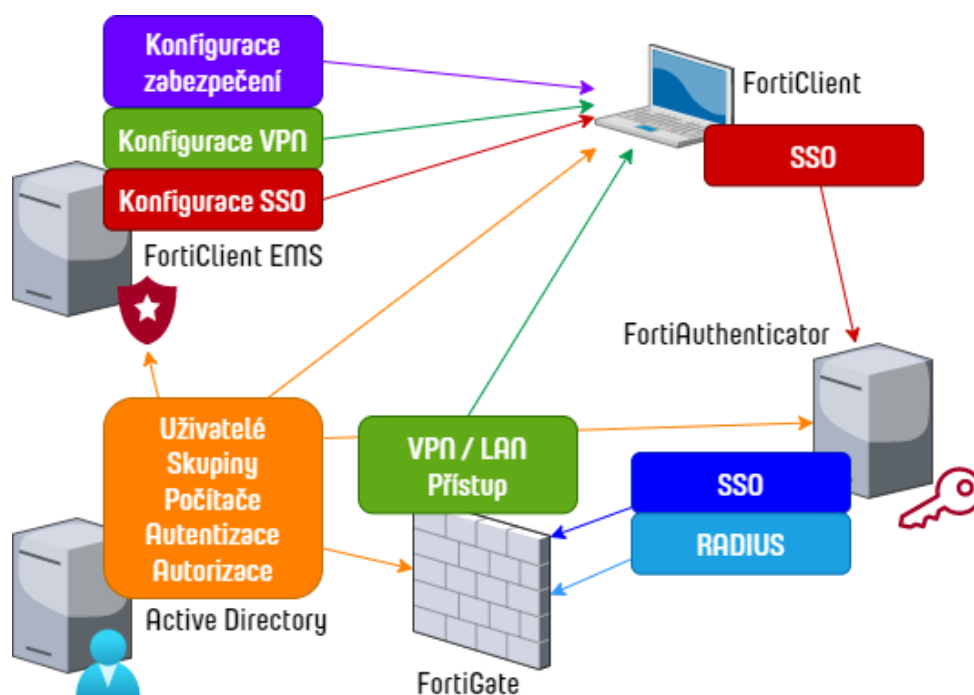 Konfigurace
zabezpečení
Konfigurace VPN
Konfigurace SSO
FortiClient EMS
FortiClient
SSO
FortiAuthenticator
Uživatelé
Skupiny
Počítače
Autentizace
Autorizace
Active Directory
VPN / LAN
Přístup
SSO
RADIUS
FortiGate